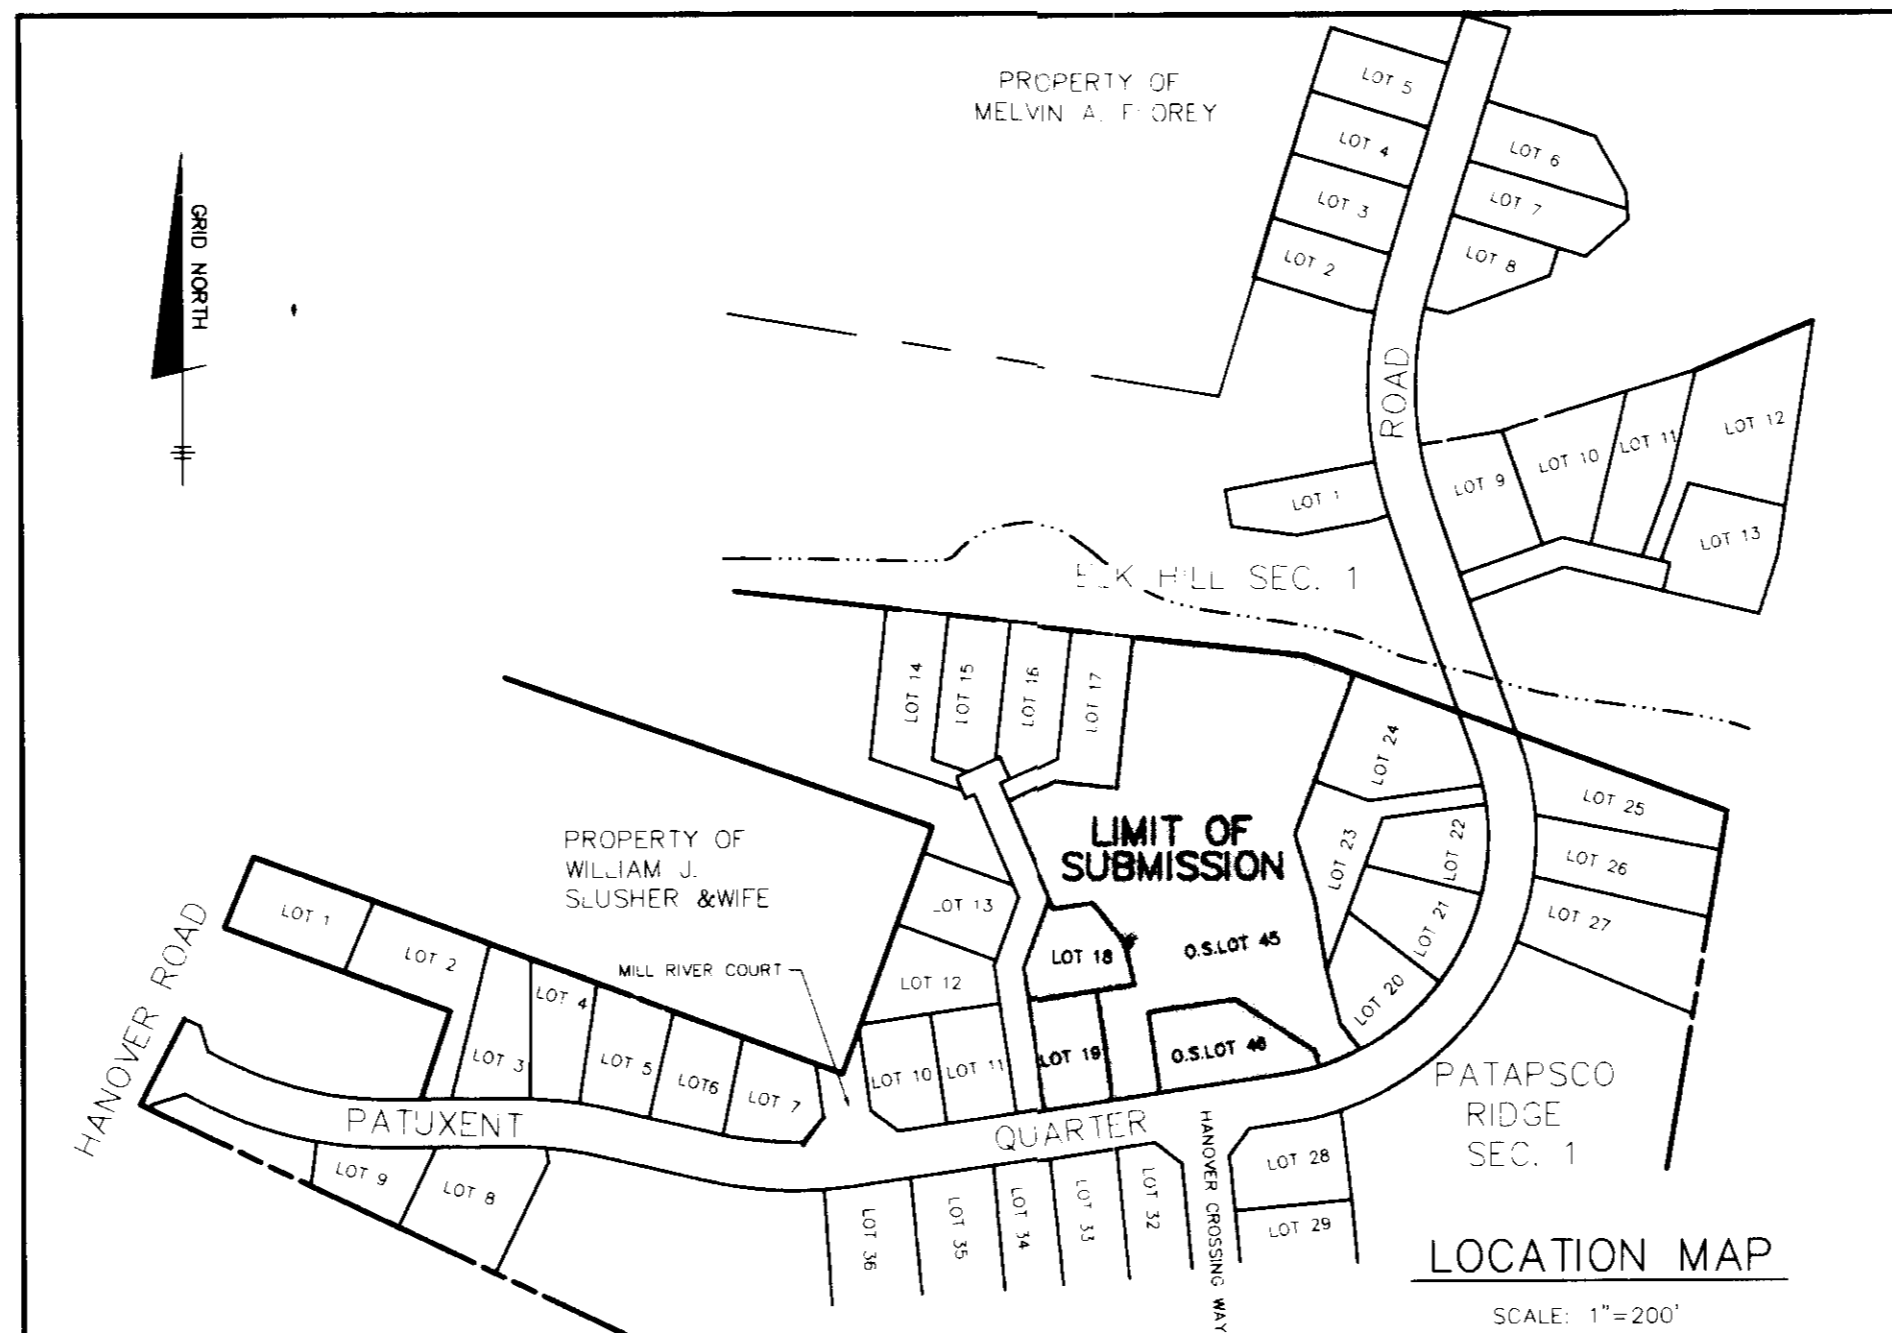 PROPERTY OF
MELVIN A.
GRID NORTH
LOT 5
LOT 4
LOT 3
LOT 2
LOT 6
LOT 7
LOT 8
ROAD
LOT 1
LOT 9
LOT 10
LOT 11
LOT 12
LOT 13
HILL SEC. 1
LOT 14
LOT 15
LOT 16
LOT 17
LOT 24
LOT 25
LOT 26
LOT 27
LOT 23
LOT 22
LOT 21
LOT 20
LIMIT OF
SUBMISSION
PROPERTY OF
WILLIAM J.
SLUSHER &WIFE
MILL RIVER COURT
LOT 13
LOT 12
LOT 18
O.S.LOT 45
LOT 10
LOT 11
LOT 19
O.S.LOT 46
HANOVER ROAD
LOT 1
LOT 2
LOT 3
LOT 4
LOT 5
LOT6
LOT 7
PATUXENT
QUARTER
LOT 9
LOT 8
LOT 36
LOT 35
LOT 34
LOT 33
LOT 32
HANOVER CROSSING WAY
LOT 28
LOT 29
PATAPSCO
RIDGE
SEC. 1
LOCATION MAP
SCALE: 1"=200'